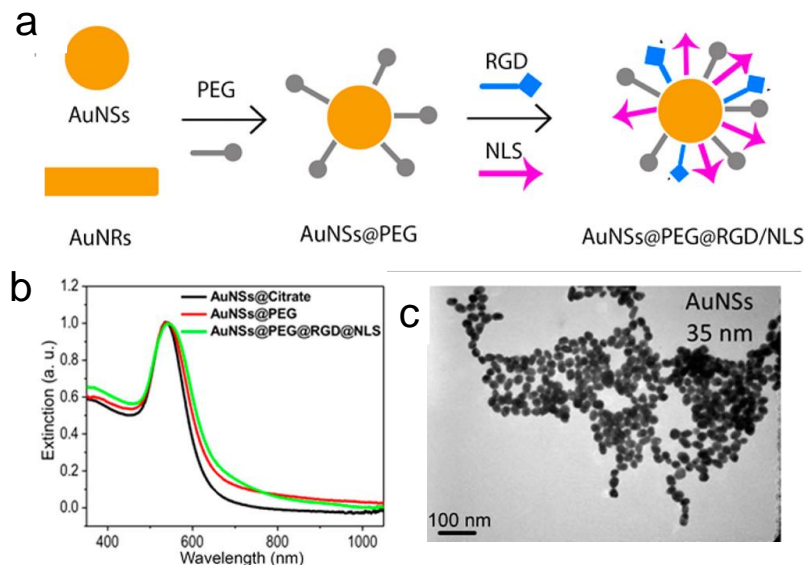 a
AuNSs
AuNRs
PEG
AuNSs@PEG
RGD
NLS
AuNSs@PEG@RGD/NLS
b
AuNSs@Citrate
AuNSs@PEG
AuNSs@PEG@RGD@NLS
Extinction (a. u.)
1.0
0.8
0.6
0.4
0.2
0.0
400 600 800 1000
Wavelength (nm)
c
AuNSs
35 nm
100 nm